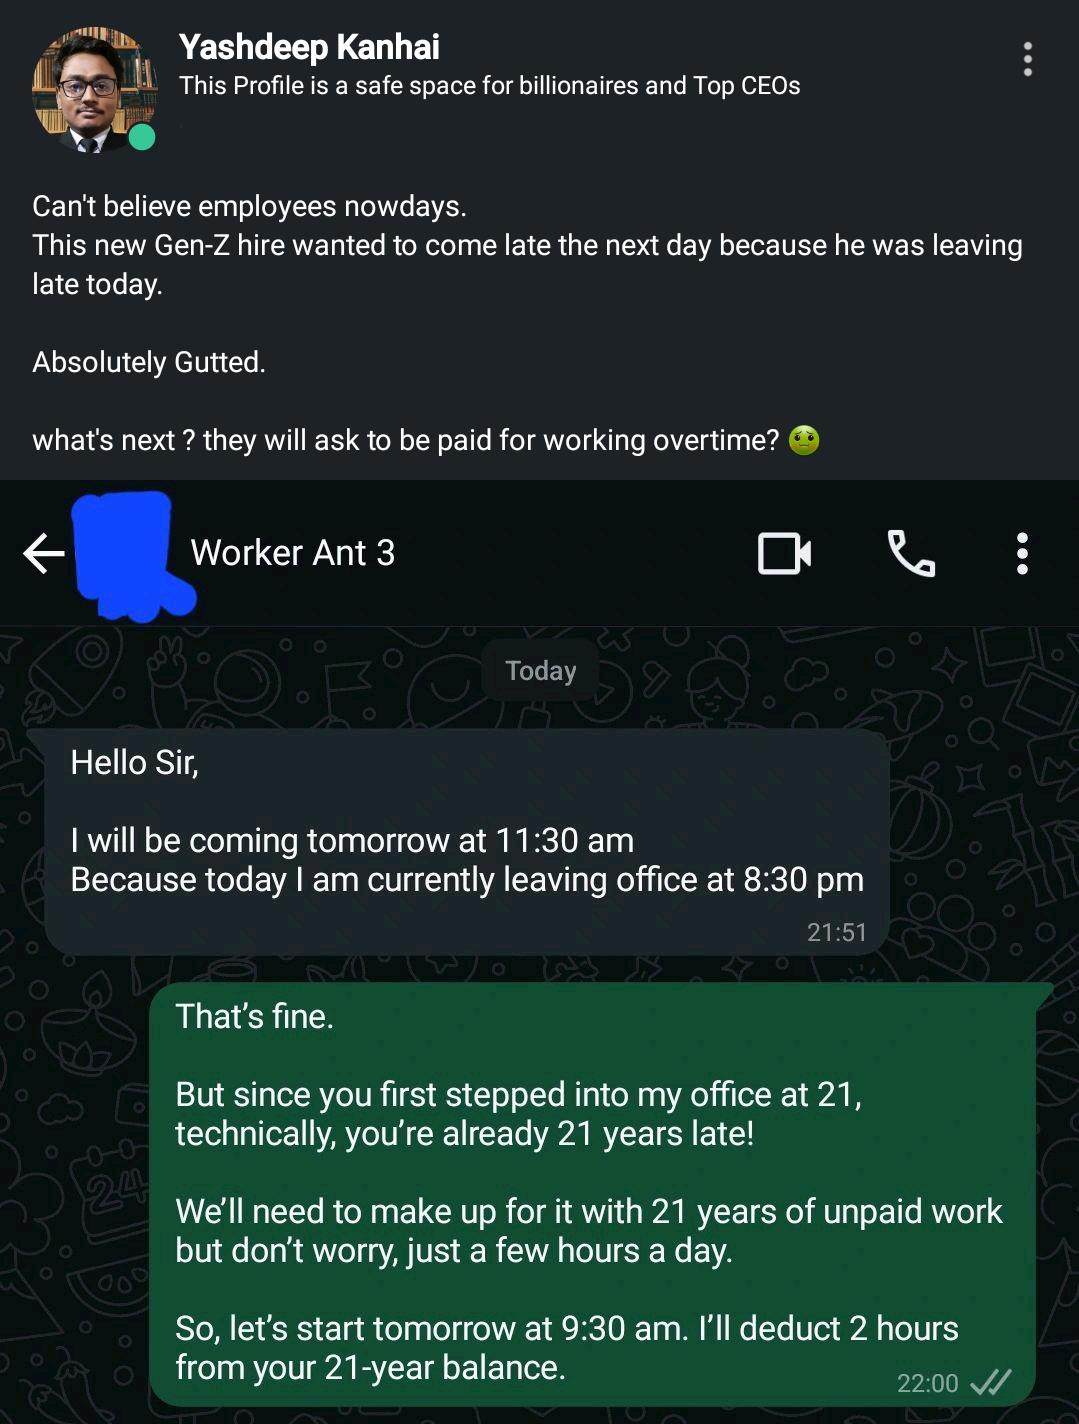 Yashdeep Kanhai
This Profile is a safe space for billionaires and Top CEOs
Can't believe employees nowdays.
This new Gen-Z hire wanted to come late the next day because he was leaving
late today.
Absolutely Gutted.
what's next ? they will ask to be paid for working overtime? 🤢
Worker Ant 3
Today
Hello Sir,
I will be coming tomorrow at 11:30 am
Because today I am currently leaving office at 8:30 pm
21:51
That’s fine.
But since you first stepped into my office at 21,
technically, you’re already 21 years late!
We’ll need to make up for it with 21 years of unpaid work
but don’t worry, just a few hours a day.
So, let’s start tomorrow at 9:30 am. I’ll deduct 2 hours
from your 21-year balance.
22:00